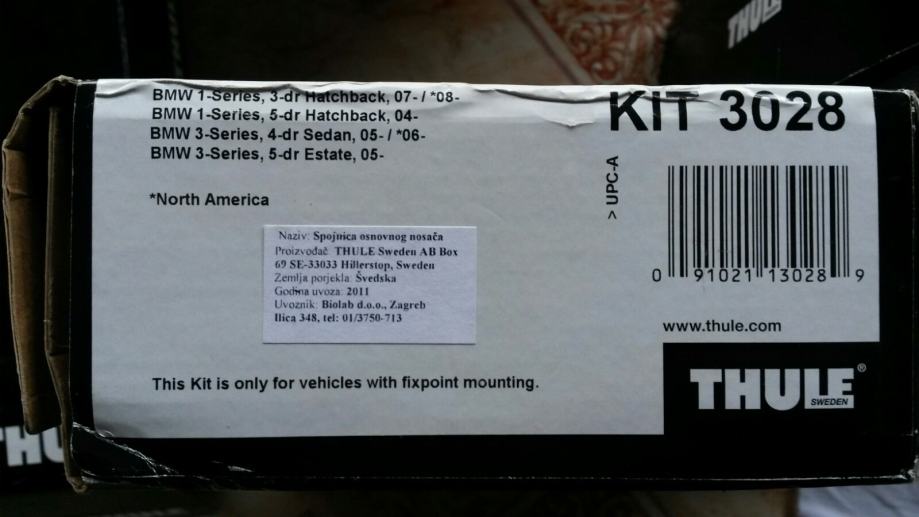 THULE
BMW 1-Series, 3-dr Hatchback, 07- / *08-
BMW 1-Series, 5-dr Hatchback, 04-
BMW 3-Series, 4-dr Sedan, 05- / *06-
BMW 3-Series, 5-dr Estate, 05-
*North America
KIT 3028
> UPC-A
0 91021 13028 9
www.thule.com
Naziv: Spojnica osnovnog nosača
Proizvođač: THULE Sweden AB Box
69 SE-33033 Hillerstop, Sweden
Zemlja porjekla: Švedska
Godina uvoza: 2011
Uvoznik: Biolab d.o.o., Zagreb
Ilica 348, tel: 01/3750-713
This Kit is only for vehicles with fixpoint mounting.
THULE®
SWEDEN
THU